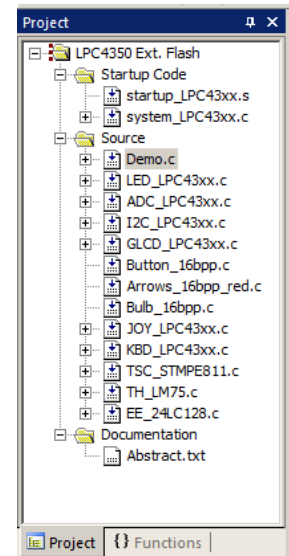 Project
LPC4350 Ext. Flash
Startup Code
startup_LPC43xx.s
system_LPC43xx.c
Source
Demo.c
LED_LPC43xx.c
ADC_LPC43xx.c
I2C_LPC43xx.c
GLCD_LPC43xx.c
Button_16bpp.c
Arrows_16bpp_red.c
Bulb_16bpp.c
JOY_LPC43xx.c
KBD_LPC43xx.c
TSC_STMPE811.c
TH_LM75.c
EE_24LC128.c
Documentation
Abstract.txt
Project {} Functions